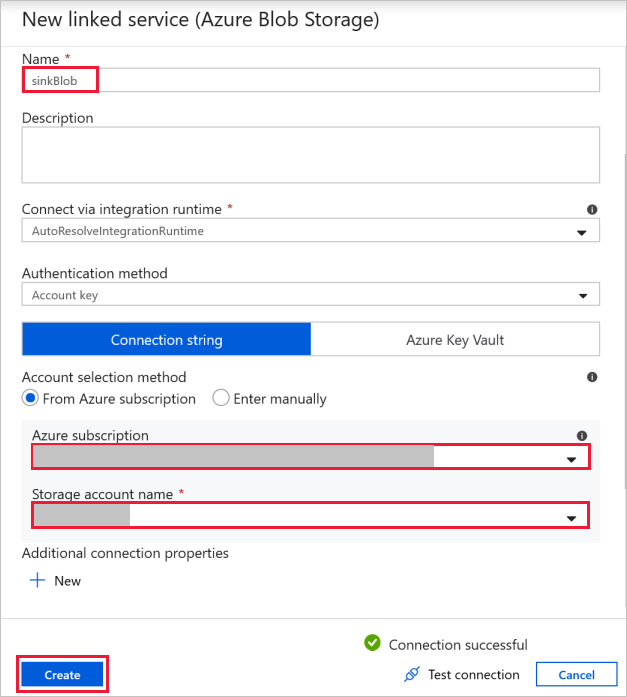 New linked service (Azure Blob Storage)
Name *
sinkBlob
Description
Connect via integration runtime *
AutoResolveIntegrationRuntime
Authentication method
Account key
Connection string Azure Key Vault
Account selection method
From Azure subscription Enter manually
Azure subscription
Storage account name *
Additional connection properties
New
Connection successful
Create Test connection Cancel